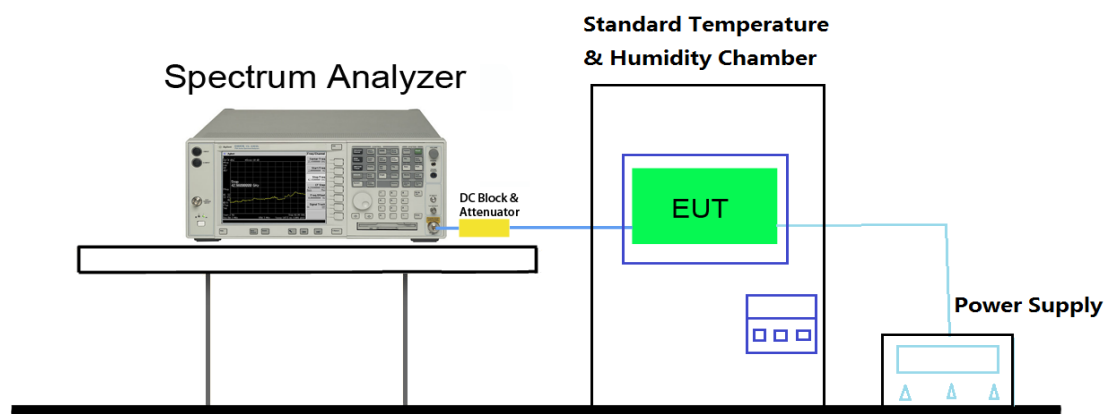 Standard Temperature
& Humidity Chamber
Spectrum Analyzer
DC Block &
Attenuator
EUT
Power Supply